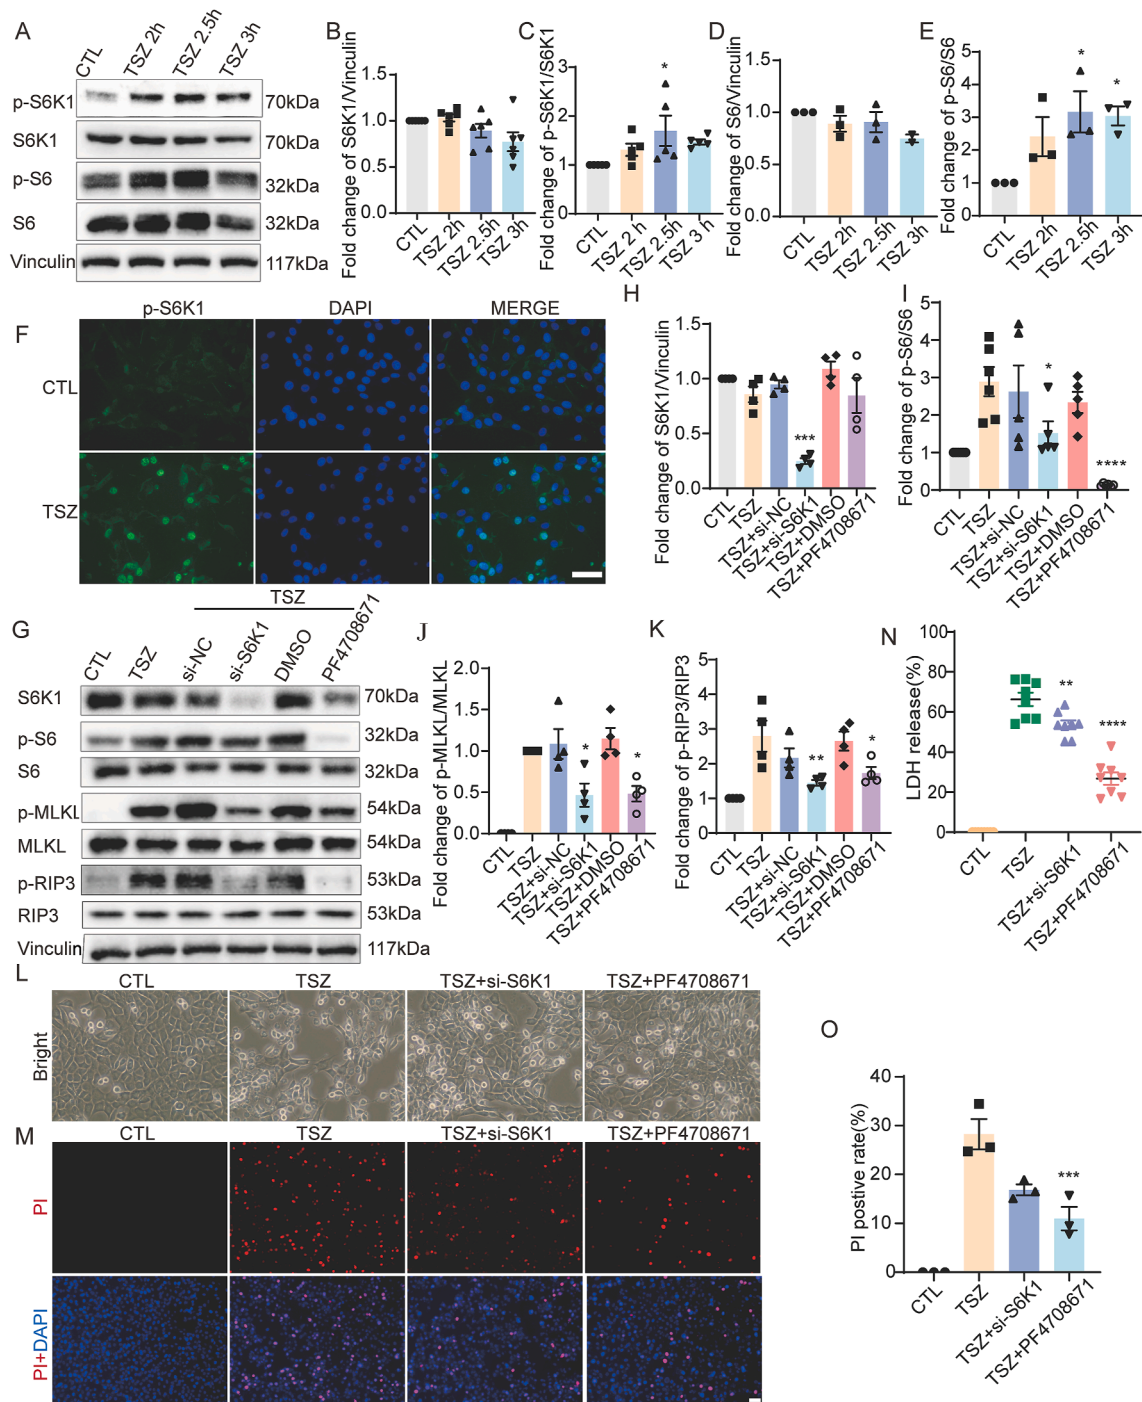 A
CTL
TSZ 2h
TSZ 2.5h
TSZ 3h
p-S6K1
70kDa
S6K1
70kDa
p-S6
32kDa
S6
32kDa
Vinculin
117kDa
B
Fold change of S6K1/Vinculin
1.5
1.0
0.5
0.0
CTL
TSZ 2h
TSZ 2.5h
TSZ 3h
C
Fold change of p-S6K1/S6K1
3
2
1
0
*
CTL
TSZ 2 h
TSZ 2.5h
TSZ 3 h
D
Fold change of S6/Vinculin
1.5
1.0
0.5
0.0
CTL
TSZ 2h
TSZ 2.5h
TSZ 3h
E
Fold change of p-S6/S6
5
4
3
2
1
0
*
*
CTL
TSZ 2h
TSZ 2.5h
TSZ 3h
F
p-S6K1
DAPI
MERGE
CTL
TSZ
H
Fold change of S6K1/Vinculin
1.5
1.0
0.5
0.0
***
CTL
TSZ
TSZ+si-NC
TSZ+si-S6K1
TSZ+DMSO
TSZ+PF4708671
I
Fold change of p-S6/S6
5
4
3
2
1
0
*
****
CTL
TSZ
TSZ+si-NC
TSZ+si-S6K1
TSZ+DMSO
TSZ+PF4708671
G
TSZ
CTL
TSZ
si-NC
si-S6K1
DMSO
PF4708671
S6K1
70kDa
p-S6
32kDa
S6
32kDa
p-MLKL
54kDa
MLKL
54kDa
p-RIP3
53kDa
RIP3
53kDa
Vinculin
117kDa
J
Fold change of p-MLKL/MLKL
2.0
1.5
1.0
0.5
0.0
*
*
CTL
TSZ
TSZ+si-NC
TSZ+si-S6K1
TSZ+DMSO
TSZ+PF4708671
K
Fold change of p-RIP3/RIP3
5
4
3
2
1
0
**
*
CTL
TSZ
TSZ+si-NC
TSZ+si-S6K1
TSZ+DMSO
TSZ+PF4708671
N
LDH release(%)
100
80
60
40
20
0
**
****
CTL
TSZ
TSZ+si-S6K1
TSZ+PF4708671
L
CTL
TSZ
TSZ+si-S6K1
TSZ+PF4708671
Bright
M
CTL
TSZ
TSZ+si-S6K1
TSZ+PF4708671
PI
PI+DAPI
O
PI postive rate(%)
40
30
20
10
0
***
CTL
TSZ
TSZ+si-S6K1
TSZ+PF4708671